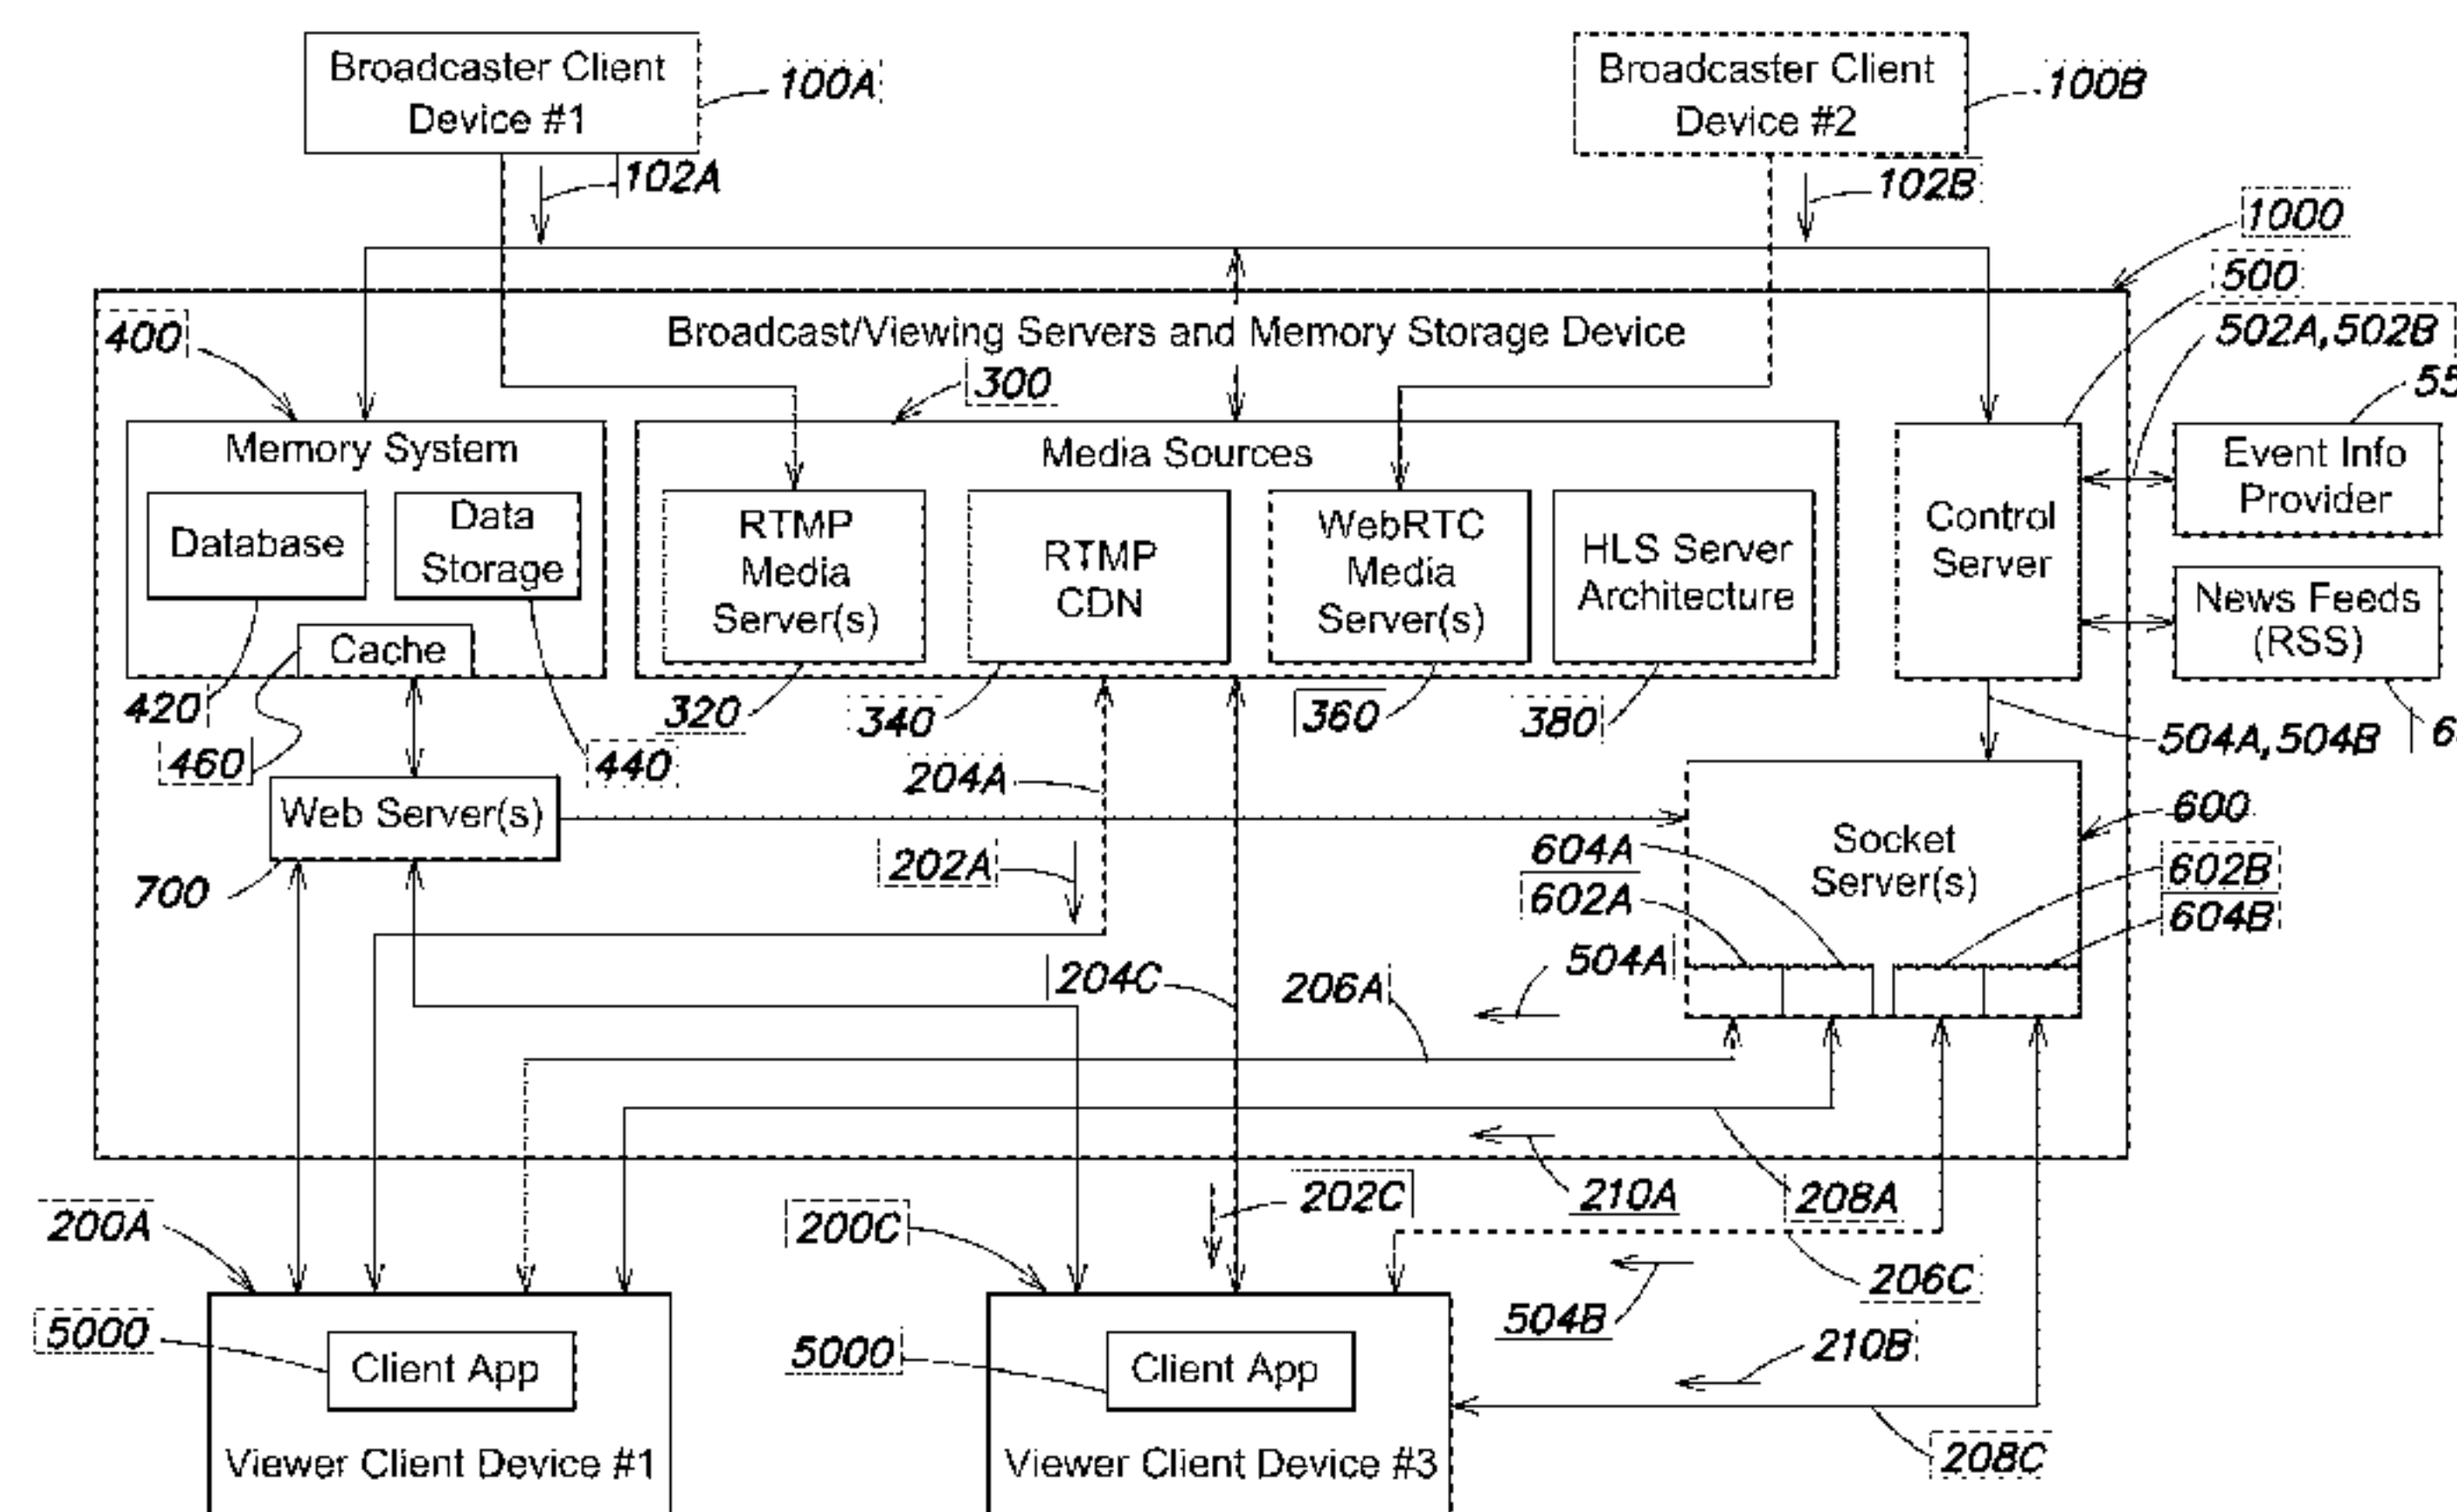 Broadcaster Client
Device #1
100A
Broadcaster Client
Device #2
100B
102A
102B
1000
500
502A,502B
55
400
Broadcast/Viewing Servers and Memory Storage Device
300
Memory System
Database
Data
Storage
Cache
Media Sources
RTMP
Media
Server(s)
RTMP
CDN
WebRTC
Media
Server(s)
HLS Server
Architecture
Control
Server
Event Info
Provider
News Feeds
(RSS)
420
460
440
320
340
360
380
504A,504B
6
204A
Web Server(s)
700
202A
Socket
Server(s)
600
604A
602A
602B
604B
504A
204C
206A
210A
208A
202C
200A
200C
206C
504B
210B
208C
5000
Client App
Viewer Client Device #1
5000
Client App
Viewer Client Device #3